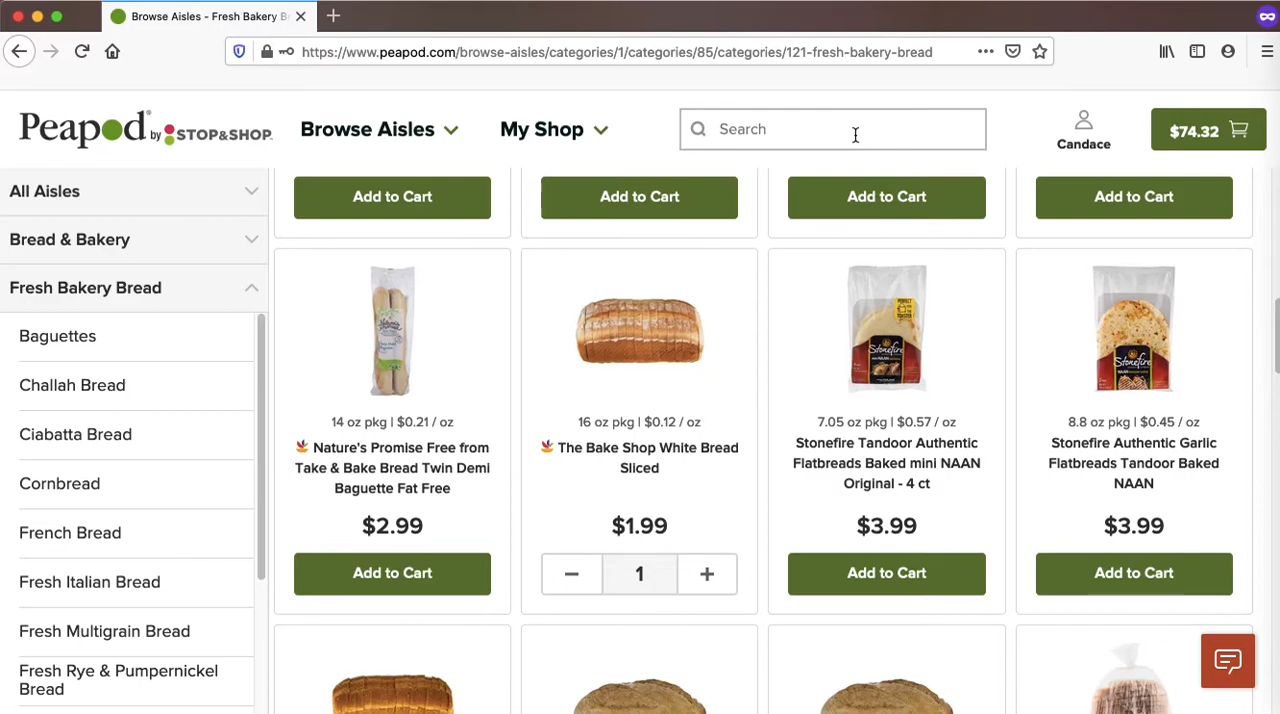 Browse Aisles - Fresh Bakery Br
https://www.peapod.com/browse-aisles/categories/1/categories/85/categories/121-fresh-bakery-bread
Peapod by STOP&SHOP
Browse Aisles
My Shop
Search
Candace
$74.32
All Aisles
Bread & Bakery
Fresh Bakery Bread
Baguettes
Challah Bread
Ciabatta Bread
Cornbread
French Bread
Fresh Italian Bread
Fresh Multigrain Bread
Fresh Rye & Pumpernickel
Bread
Add to Cart
Add to Cart
Add to Cart
Add to Cart
14 oz pkg | $0.21 / oz
Nature's Promise Free from
Take & Bake Bread Twin Demi
Baguette Fat Free
$2.99
Add to Cart
16 oz pkg | $0.12 / oz
The Bake Shop White Bread
Sliced
$1.99
− 1 +
Stonefire
7.05 oz pkg | $0.57 / oz
Stonefire Tandoor Authentic
Flatbreads Baked mini NAAN
Original - 4 ct
$3.99
Add to Cart
Stonefire
8.8 oz pkg | $0.45 / oz
Stonefire Authentic Garlic
Flatbreads Tandoor Baked
NAAN
$3.99
Add to Cart